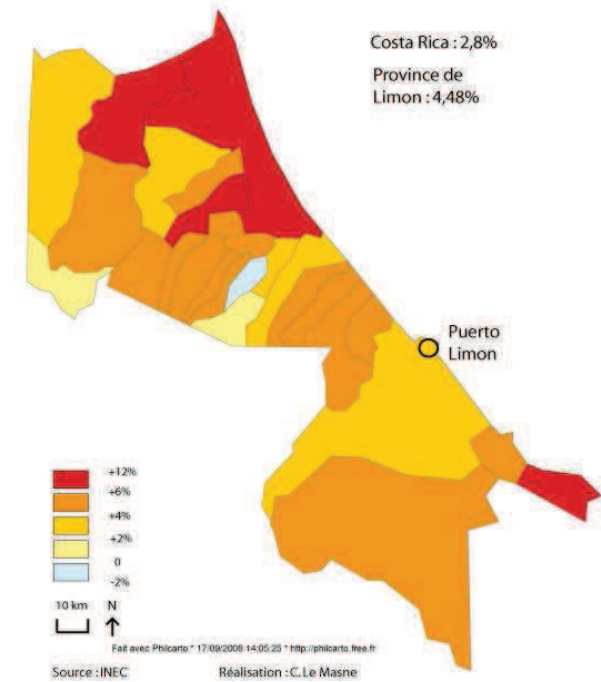 Costa Rica : 2,8%
Province de
Limon : 4,48%
Puerto
Limon
+12%
+6%
+4%
+2%
0
-2%
10 km N
Fait avec Philcarto * 17/09/2008 14:05:25 * http://philcarto.free.fr
Source : INEC Réalisation : C. Le Masne